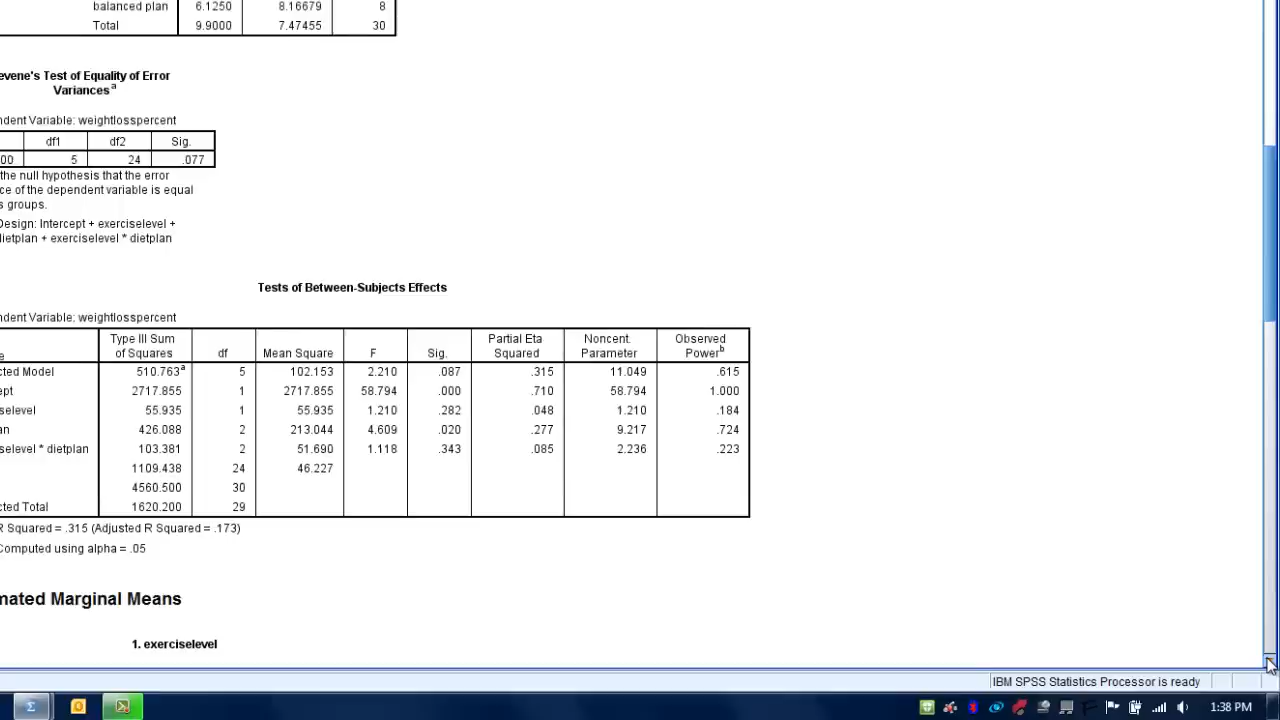 balanced plan 6.1250 8.16679 8
Total 9.9000 7.47455 30
evene's Test of Equality of Error
Variances a
ndent Variable: weightlosspercent
df1 df2 Sig.
00 5 24 .077
the null hypothesis that the error
ce of the dependent variable is equal
s groups.
Design: Intercept + exerciselevel +
dietplan + exerciselevel * dietplan
Tests of Between-Subjects Effects
ndent Variable: weightlosspercent
Type III Sum Partial Eta Noncent. Observed
e of Squares df Mean Square F Sig. Squared Parameter Power b
cted Model 510.763 a 5 102.153 2.210 .087 .315 11.049 .615
ept 2717.855 1 2717.855 58.794 .000 .710 58.794 1.000
selevel 55.935 1 55.935 1.210 .282 .048 1.210 .184
an 426.088 2 213.044 4.609 .020 .277 9.217 .724
selevel * dietplan 103.381 2 51.690 1.118 .343 .085 2.236 .223
1109.438 24 46.227
4560.500 30
cted Total 1620.200 29
R Squared = .315 (Adjusted R Squared = .173)
Computed using alpha = .05
mated Marginal Means
1. exerciselevel
IBM SPSS Statistics Processor is ready
1:38 PM